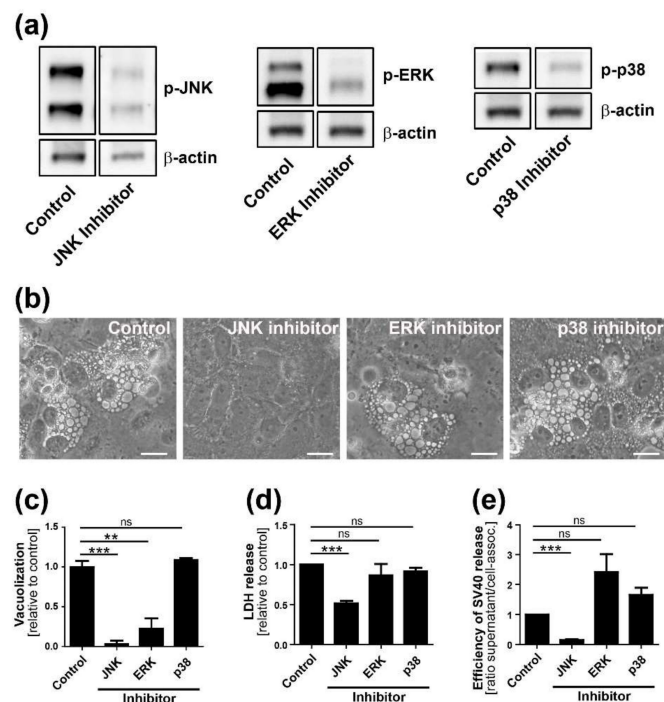 (a)
p-JNK
β-actin
Control
JNK Inhibitor
p-ERK
β-actin
Control
ERK Inhibitor
p-p38
β-actin
Control
p38 Inhibitor
(b)
Control
JNK inhibitor
ERK inhibitor
p38 inhibitor
(c)
Vacuolization
[relative to control]
1.5
1.0
0.5
0.0
ns
**
***
Control
JNK
ERK
p38
Inhibitor
(d)
LDH release
[relative to control]
1.5
1.0
0.5
0.0
ns
ns
***
Control
JNK
ERK
p38
Inhibitor
(e)
Efficiency of SV40 release
[ratio supernatant/cell-assoc.]
4
3
2
1
0
ns
ns
***
Control
JNK
ERK
p38
Inhibitor